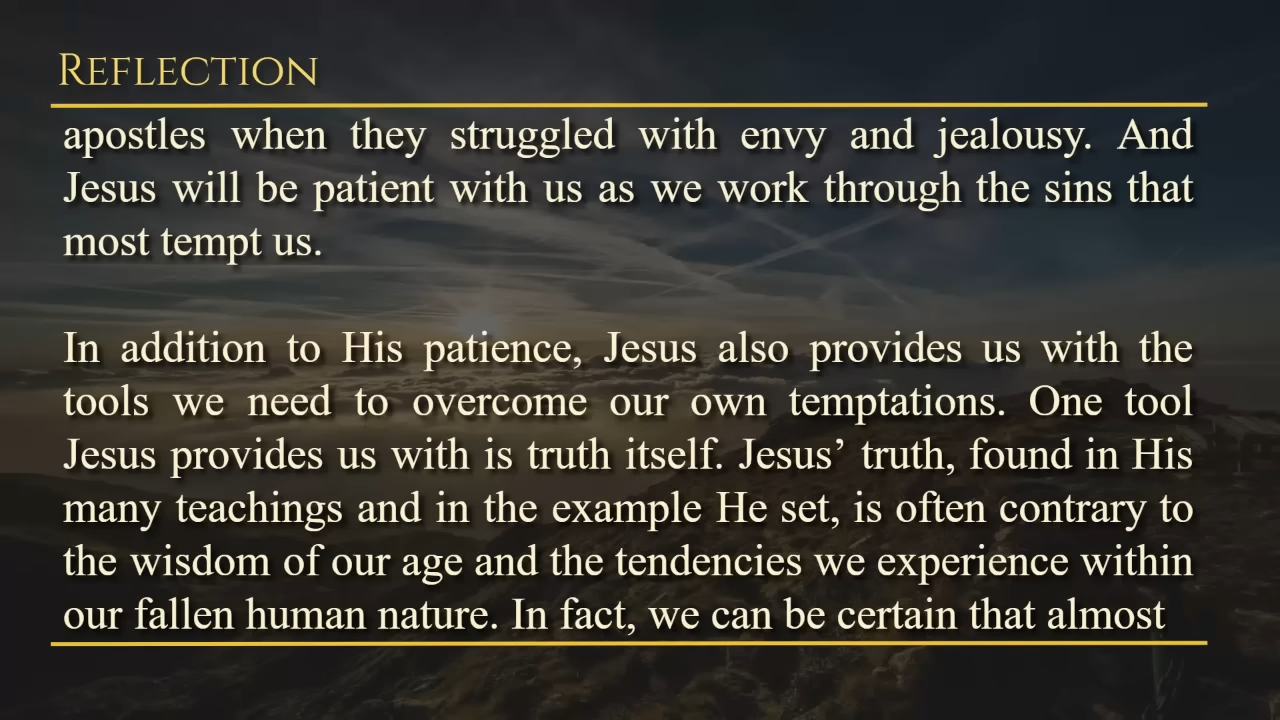 REFLECTION
apostles when they struggled with envy and jealousy. And
Jesus will be patient with us as we work through the sins that
most tempt us.
In addition to His patience, Jesus also provides us with the
tools we need to overcome our own temptations. One tool
Jesus provides us with is truth itself. Jesus’ truth, found in His
many teachings and in the example He set, is often contrary to
the wisdom of our age and the tendencies we experience within
our fallen human nature. In fact, we can be certain that almost